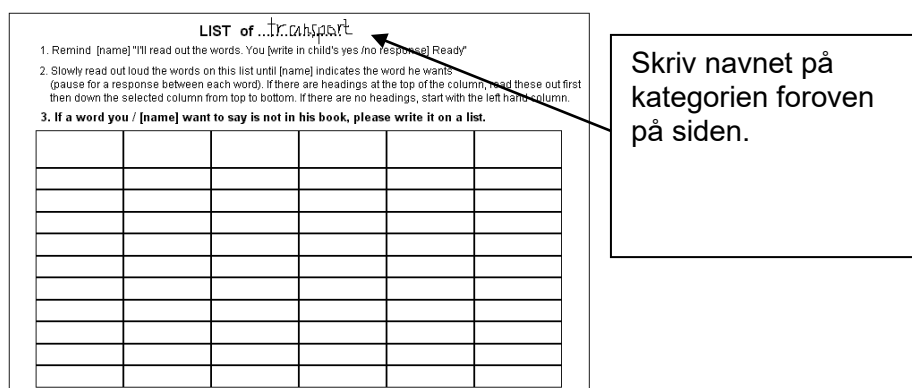 LIST of ...transport
1. Remind [name] "I'll read out the words. You [write in child's yes /no response] Ready"
2. Slowly read out loud the words on this list until [name] indicates the word he wants
(pause for a response between each word). If there are headings at the top of the column, read these out first
then down the selected column from top to bottom. If there are no headings, start with the left hand column.
3. If a word you / [name] want to say is not in his book, please write it on a list.
Skriv navnet på
kategorien foroven
på siden.